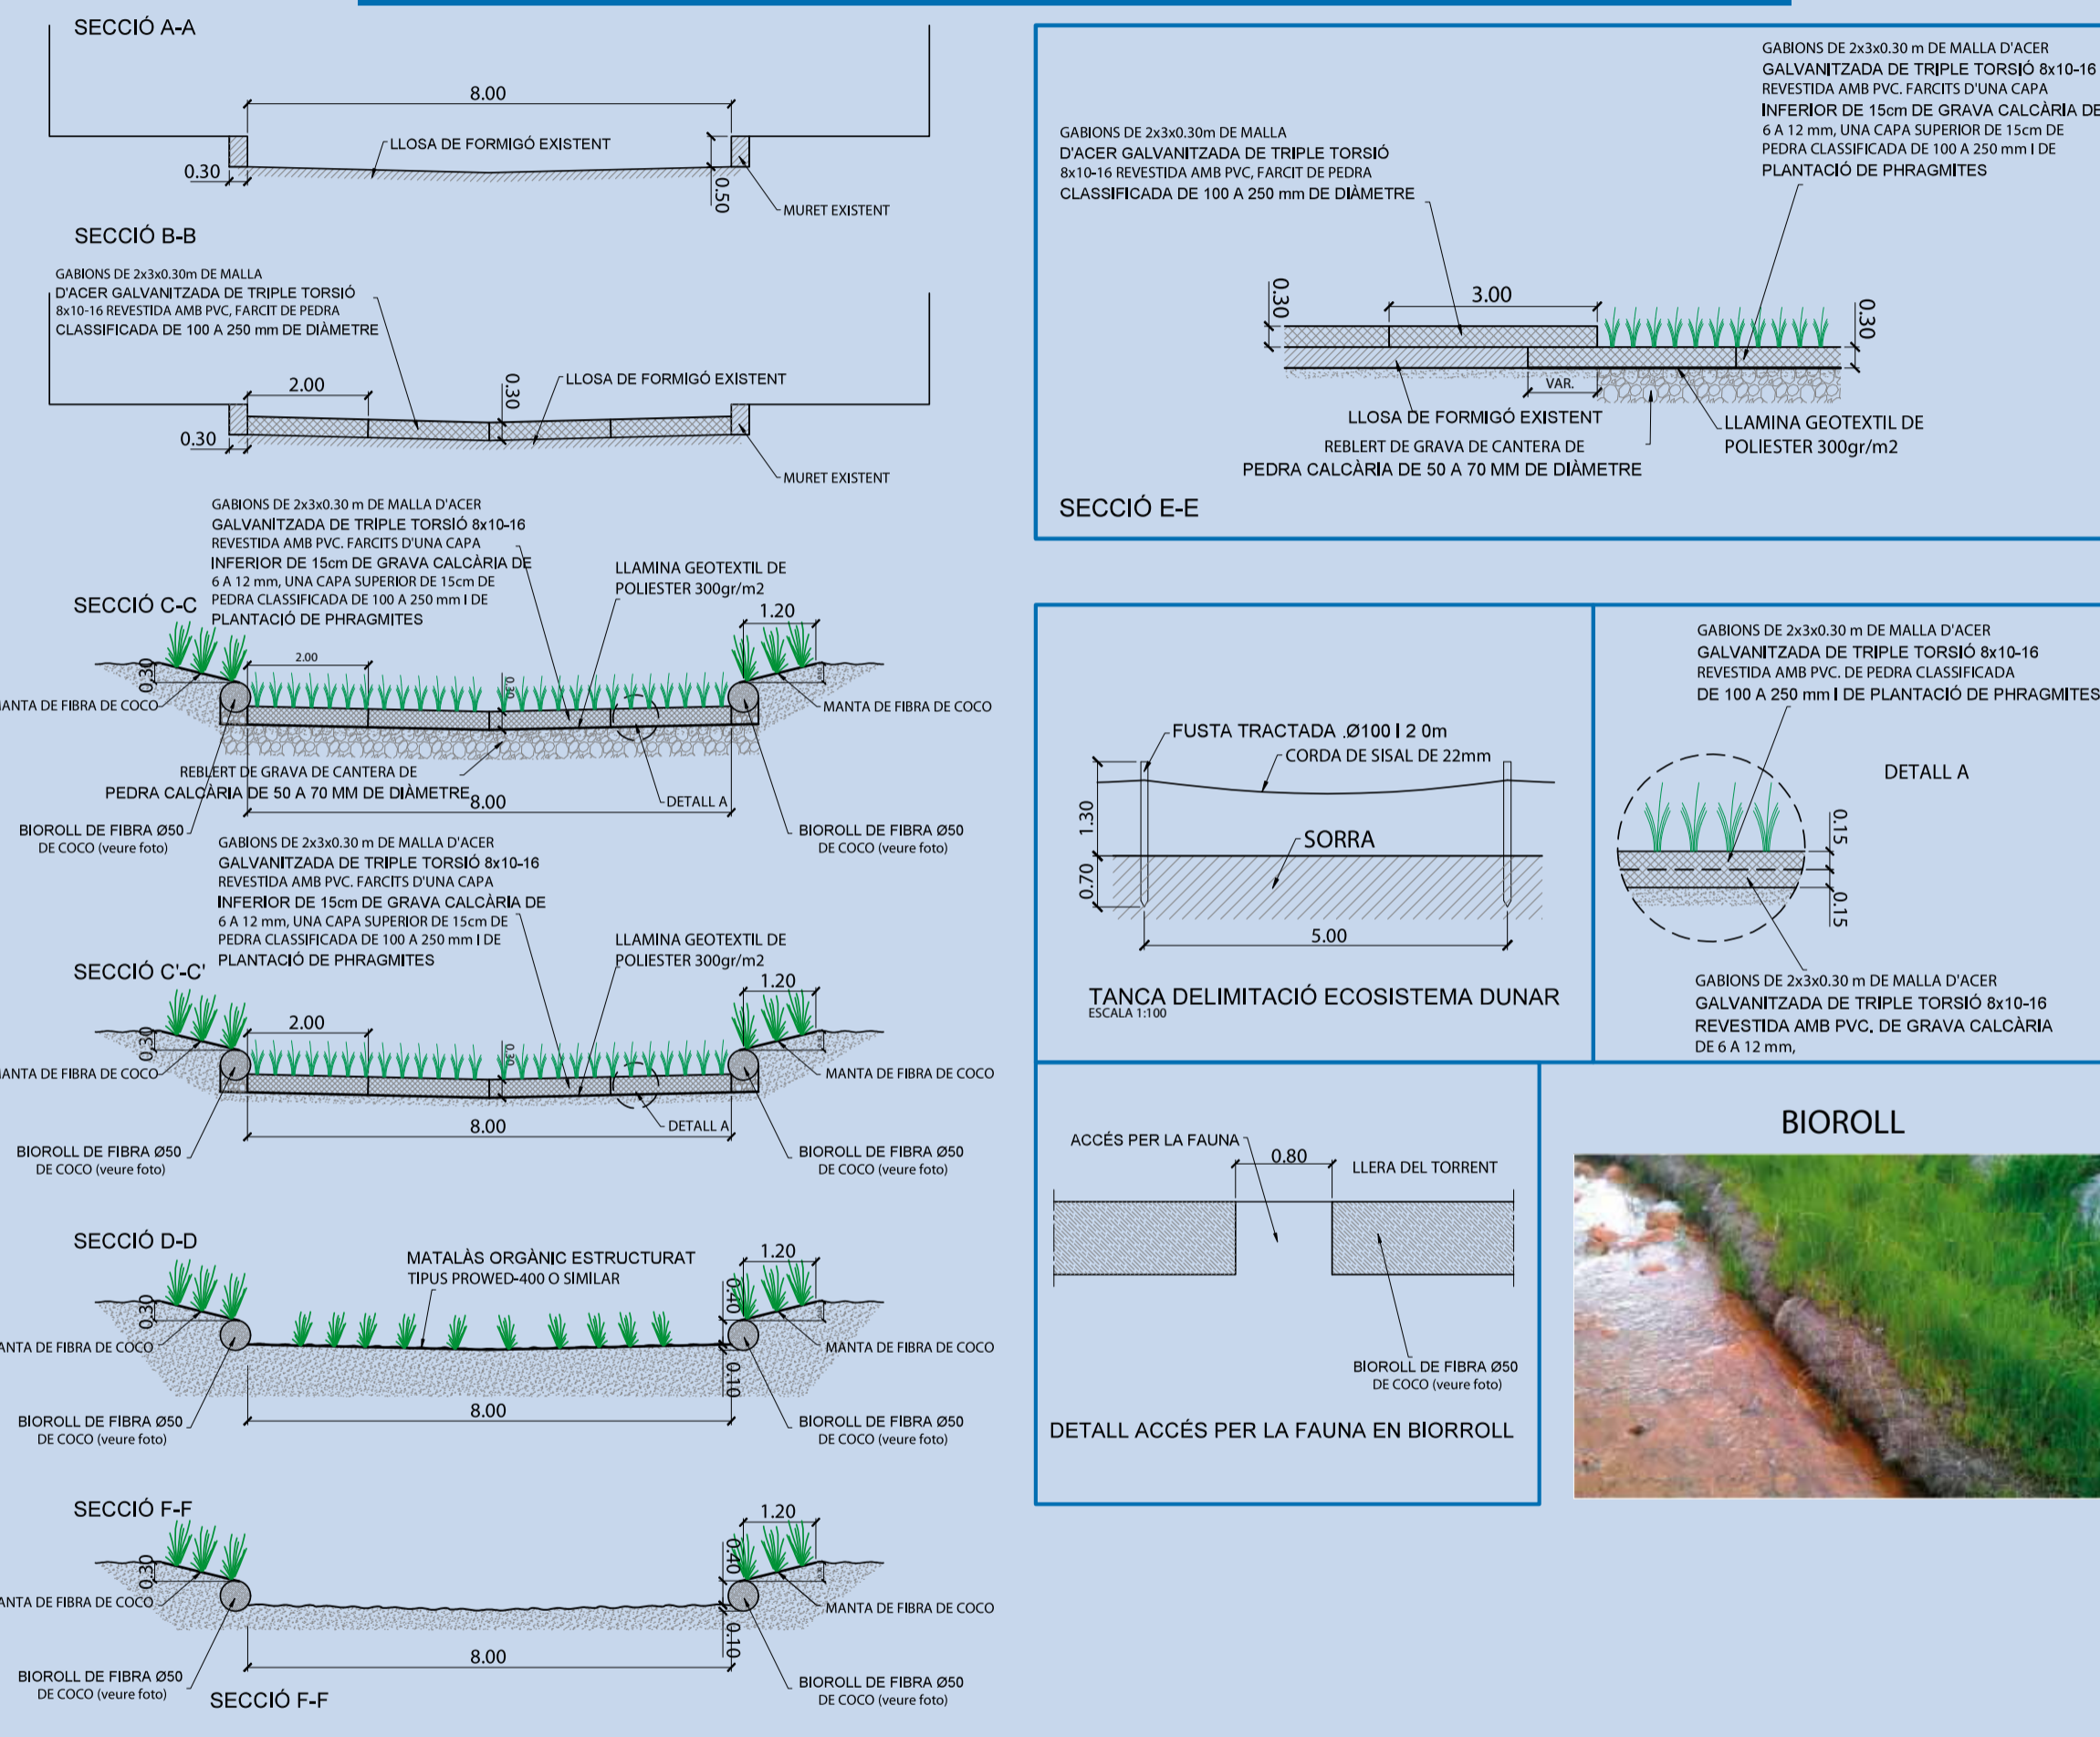 SECCIÓ A-A
8.00
LLOSA DE FORMIGÓ EXISTENT
0.30
0.50
MURET EXISTENT
SECCIÓ B-B
GABIONS DE 2x3x0.30m DE MALLA
D'ACER GALVANITZADA DE TRIPLE TORSIÓ
8x10-16 REVESTIDA AMB PVC, FARCIT DE PEDRA
CLASSIFICADA DE 100 A 250 mm DE DIÀMETRE
2.00
0.30
LLOSA DE FORMIGÓ EXISTENT
0.30
MURET EXISTENT
SECCIÓ C-C
GABIONS DE 2x3x0.30 m DE MALLA D'ACER
GALVANITZADA DE TRIPLE TORSIÓ 8x10-16
REVESTIDA AMB PVC. FARCITS D'UNA CAPA
INFERIOR DE 15cm DE GRAVA CALCÀRIA DE
6 A 12 mm, UNA CAPA SUPERIOR DE 15cm DE
PEDRA CLASSIFICADA DE 100 A 250 mm I DE
PLANTACIÓ DE PHRAGMITES
LLAMINA GEOTEXTIL DE
POLIESTER 300gr/m2
1.20
0.30
2.00
0.30
MANTA DE FIBRA DE COCO
MANTA DE FIBRA DE COCO
REBLERT DE GRAVA DE CANTERA DE
PEDRA CALCÀRIA DE 50 A 70 MM DE DIÀMETRE
8.00
DETALL A
BIOROLL DE FIBRA Ø50
DE COCO (veure foto)
BIOROLL DE FIBRA Ø50
DE COCO (veure foto)
SECCIÓ C'-C'
GABIONS DE 2x3x0.30 m DE MALLA D'ACER
GALVANITZADA DE TRIPLE TORSIÓ 8x10-16
REVESTIDA AMB PVC. FARCITS D'UNA CAPA
INFERIOR DE 15cm DE GRAVA CALCÀRIA DE
6 A 12 mm, UNA CAPA SUPERIOR DE 15cm DE
PEDRA CLASSIFICADA DE 100 A 250 mm I DE
PLANTACIÓ DE PHRAGMITES
LLAMINA GEOTEXTIL DE
POLIESTER 300gr/m2
1.20
0.30
2.00
0.30
MANTA DE FIBRA DE COCO
MANTA DE FIBRA DE COCO
8.00
DETALL A
BIOROLL DE FIBRA Ø50
DE COCO (veure foto)
BIOROLL DE FIBRA Ø50
DE COCO (veure foto)
SECCIÓ D-D
MATALÀS ORGÀNIC ESTRUCTURAT
TIPUS PROWED-400 O SIMILAR
1.20
0.30
0.40
MANTA DE FIBRA DE COCO
MANTA DE FIBRA DE COCO
0.10
8.00
BIOROLL DE FIBRA Ø50
DE COCO (veure foto)
BIOROLL DE FIBRA Ø50
DE COCO (veure foto)
SECCIÓ F-F
1.20
0.30
0.40
MANTA DE FIBRA DE COCO
MANTA DE FIBRA DE COCO
0.10
8.00
BIOROLL DE FIBRA Ø50
DE COCO (veure foto)
BIOROLL DE FIBRA Ø50
DE COCO (veure foto)
SECCIÓ F-F
GABIONS DE 2x3x0.30m DE MALLA
D'ACER GALVANITZADA DE TRIPLE TORSIÓ
8x10-16 REVESTIDA AMB PVC, FARCIT DE PEDRA
CLASSIFICADA DE 100 A 250 mm DE DIÀMETRE
GABIONS DE 2x3x0.30 m DE MALLA D'ACER
GALVANITZADA DE TRIPLE TORSIÓ 8x10-16
REVESTIDA AMB PVC. FARCITS D'UNA CAPA
INFERIOR DE 15cm DE GRAVA CALCÀRIA DE
6 A 12 mm, UNA CAPA SUPERIOR DE 15cm DE
PEDRA CLASSIFICADA DE 100 A 250 mm I DE
PLANTACIÓ DE PHRAGMITES
0.30
3.00
0.30
VAR.
LLOSA DE FORMIGÓ EXISTENT
REBLERT DE GRAVA DE CANTERA DE
PEDRA CALCÀRIA DE 50 A 70 MM DE DIÀMETRE
LLAMINA GEOTEXTIL DE
POLIESTER 300gr/m2
SECCIÓ E-E
FUSTA TRACTADA .Ø100 I 2 0m
CORDA DE SISAL DE 22mm
1.30
SORRA
0.70
5.00
TANCA DELIMITACIÓ ECOSISTEMA DUNAR
ESCALA 1:100
GABIONS DE 2x3x0.30 m DE MALLA D'ACER
GALVANITZADA DE TRIPLE TORSIÓ 8x10-16
REVESTIDA AMB PVC. DE PEDRA CLASSIFICADA
DE 100 A 250 mm I DE PLANTACIÓ DE PHRAGMITES
DETALL A
0.15
0.15
GABIONS DE 2x3x0.30 m DE MALLA D'ACER
GALVANITZADA DE TRIPLE TORSIÓ 8x10-16
REVESTIDA AMB PVC. DE GRAVA CALCÀRIA
DE 6 A 12 mm,
ACCÉS PER LA FAUNA
0.80
LLERA DEL TORRENT
BIOROLL DE FIBRA Ø50
DE COCO (veure foto)
DETALL ACCÉS PER LA FAUNA EN BIORROLL
BIOROLL